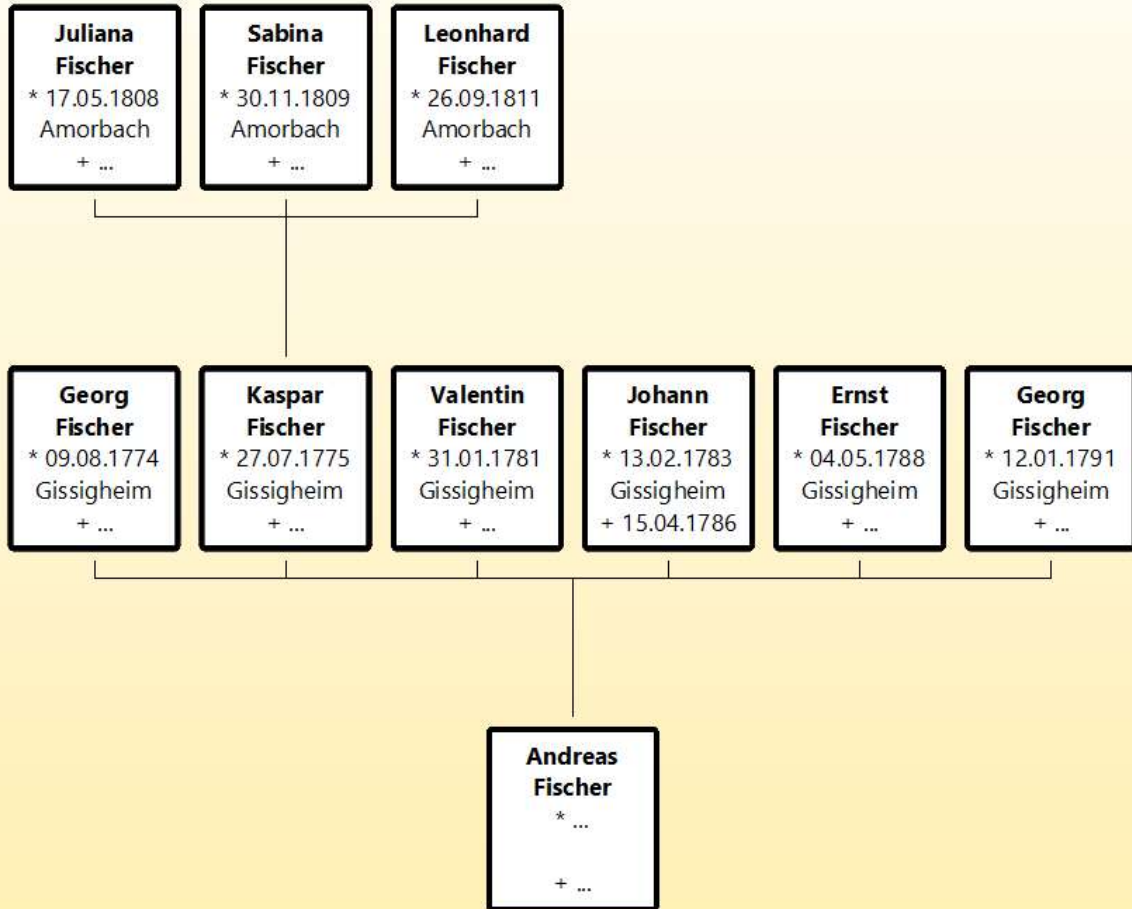 Juliana
Fischer
* 17.05.1808
Amorbach
+ ...
Sabina
Fischer
* 30.11.1809
Amorbach
+ ...
Leonhard
Fischer
* 26.09.1811
Amorbach
+ ...
Georg
Fischer
* 09.08.1774
Gissigheim
+ ...
Kaspar
Fischer
* 27.07.1775
Gissigheim
+ ...
Valentin
Fischer
* 31.01.1781
Gissigheim
+ ...
Johann
Fischer
* 13.02.1783
Gissigheim
+ 15.04.1786
Ernst
Fischer
* 04.05.1788
Gissigheim
+ ...
Georg
Fischer
* 12.01.1791
Gissigheim
+ ...
Andreas
Fischer
* ...
+ ...